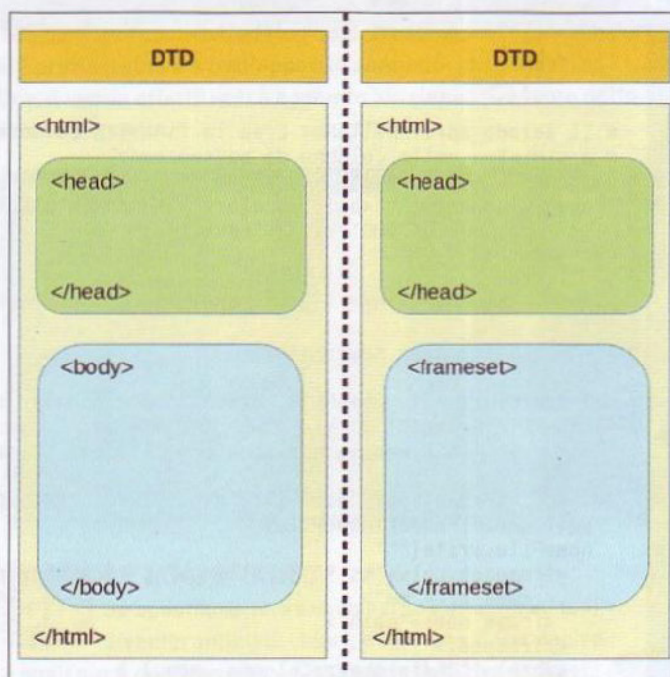 DTD
<html>
<head>
</head>
<body>
</body>
</html>
DTD
<html>
<head>
</head>
<frameset>
</frameset>
</html>